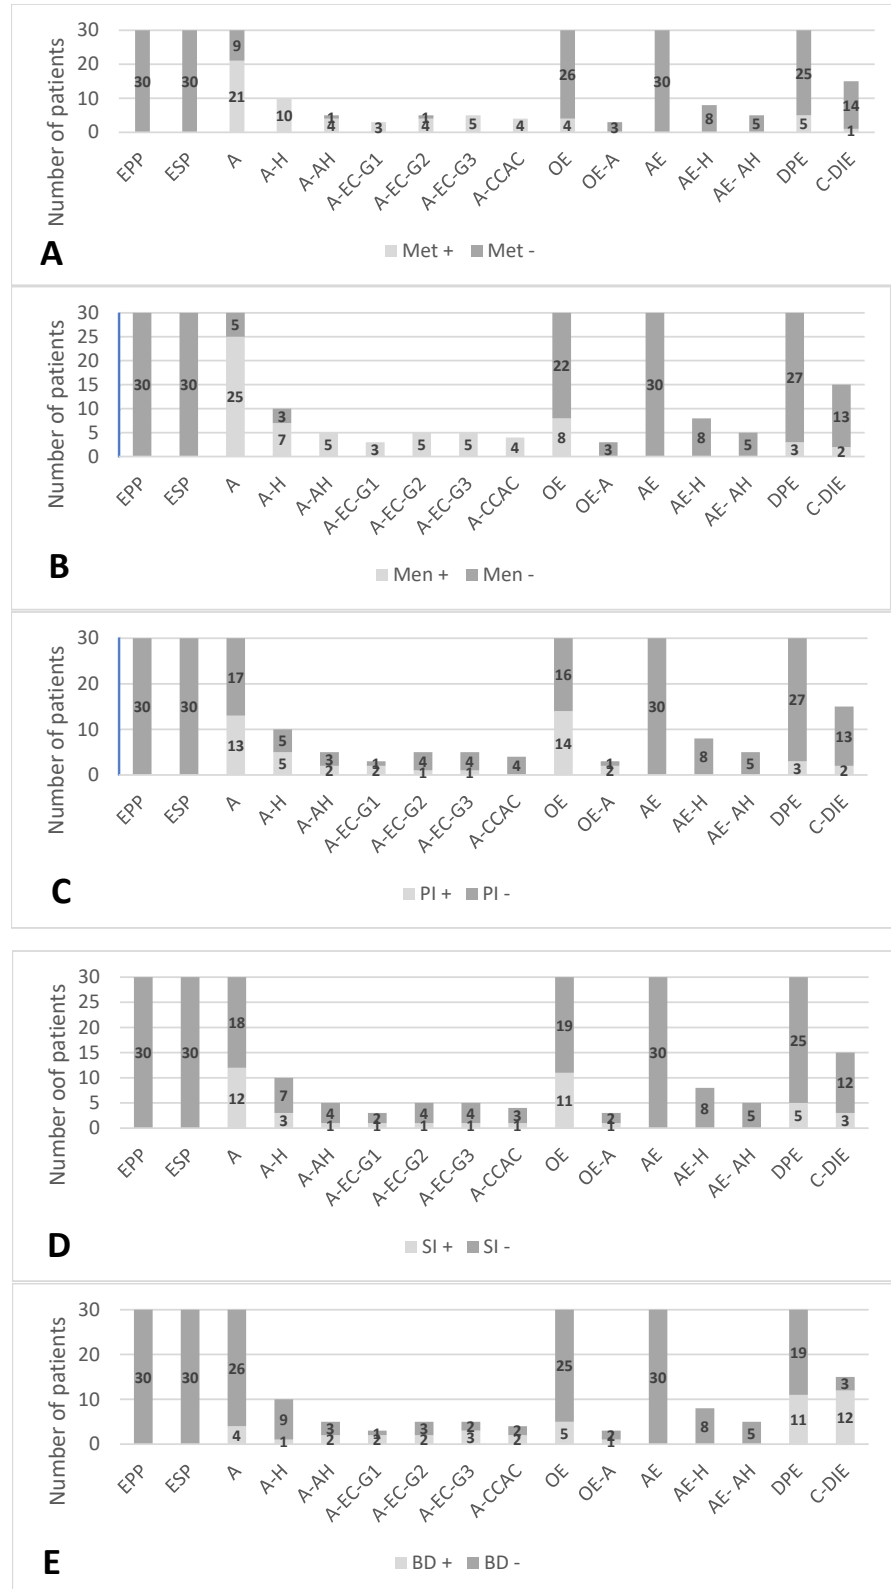 Number of patients
30
20
10
0
30 30 9 21 10 1 4 3 1 4 5 4 26 4 3 30 8 5 25 5 14 1
EPP ESP A A-H A-AH A-EC-G1 A-EC-G2 A-EC-G3 A-CCAC OE OE-A AE AE-H AE- AH DPE C-DIE
A
Met + Met -
Number of patients
30
25
20
15
10
5
0
30 30 5 25 3 7 5 3 5 5 4 22 8 3 30 8 5 27 3 13 2
EPP ESP A A-H A-AH A-EC-G1 A-EC-G2 A-EC-G3 A-CCAC OE OE-A AE AE-H AE- AH DPE C-DIE
B
Men + Men -
Number of patients
30
20
10
0
30 30 17 13 5 5 3 2 1 2 4 1 4 1 4 16 14 1 2 30 8 5 27 3 13 2
EPP ESP A A-H A-AH A-EC-G1 A-EC-G2 A-EC-G3 A-CCAC OE OE-A AE AE-H AE- AH DPE C-DIE
C
PI + PI -
Number oof patients
30
25
20
15
10
5
0
30 30 18 12 7 3 4 1 2 1 4 1 4 1 3 1 19 11 2 1 30 8 5 25 5 12 3
EPP ESP A A-H A-AH A-EC-G1 A-EC-G2 A-EC-G3 A-CCAC OE OE-A AE AE-H AE- AH DPE C-DIE
D
SI + SI -
Number of patients
30
20
10
0
30 30 26 4 9 1 3 2 1 2 3 2 2 3 2 2 25 5 2 1 30 8 5 19 11 3 12
EPP ESP A A-H A-AH A-EC-G1 A-EC-G2 A-EC-G3 A-CCAC OE OE-A AE AE-H AE- AH DPE C-DIE
E
BD + BD -